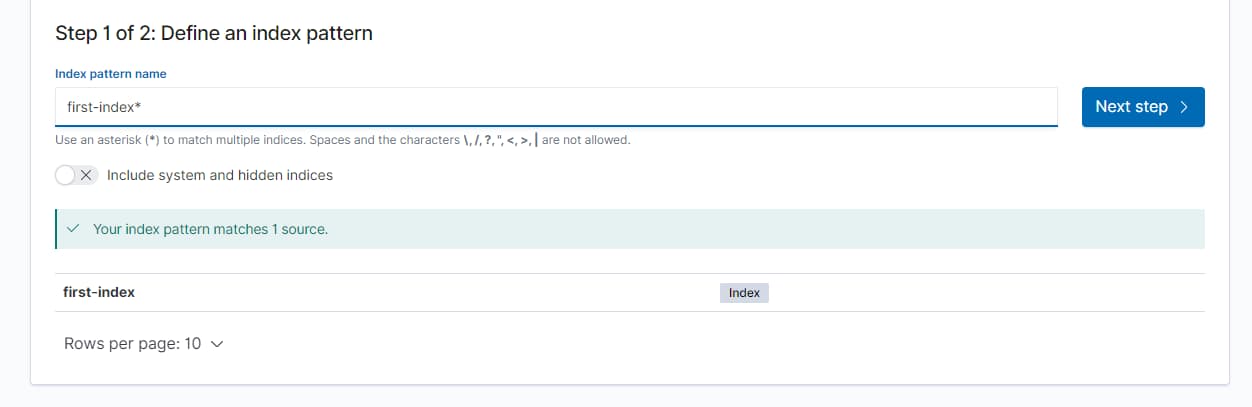 Step 1 of 2: Define an index pattern
Index pattern name
first-index*
Next step
Use an asterisk (*) to match multiple indices. Spaces and the characters \, /, ?, ", <, >, | are not allowed.
Include system and hidden indices
Your index pattern matches 1 source.
first-index Index
Rows per page: 10